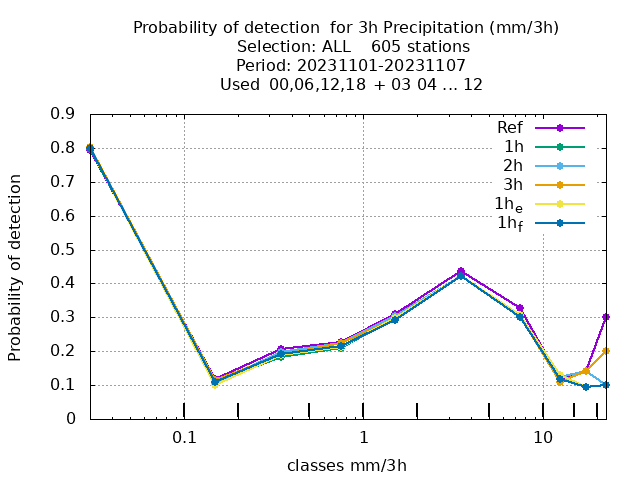 Probability of detection  for 3h Precipitation (mm/3h)
Selection: ALL    605 stations
Period: 20231101-20231107
Used  00,06,12,18  + 03 04 ... 12
0.9
0.8
0.7
0.6
0.5
0.4
0.3
0.2
0.1
0
Probability of detection
Ref
1h
2h
3h
1he
1hf
0.1
1
10
classes mm/3h